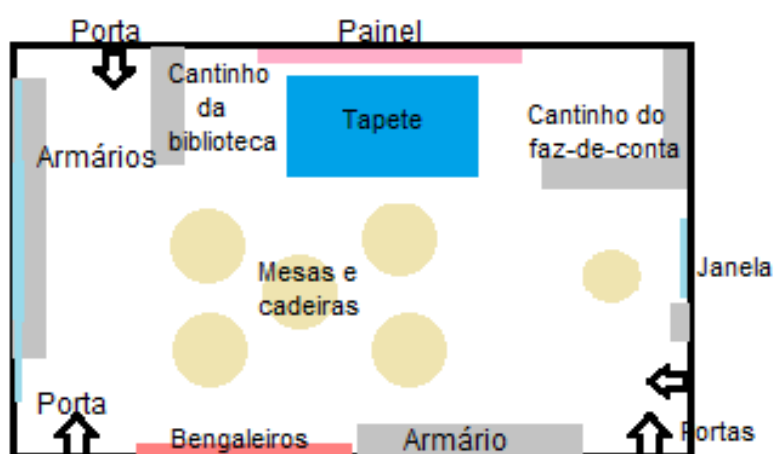 Porta
Painel
Cantinho
da
biblioteca
Tapete
Cantinho do
faz-de-conta
Armários
Mesas e
cadeiras
Janela
Porta
Bengaleiros
Armário
Portas